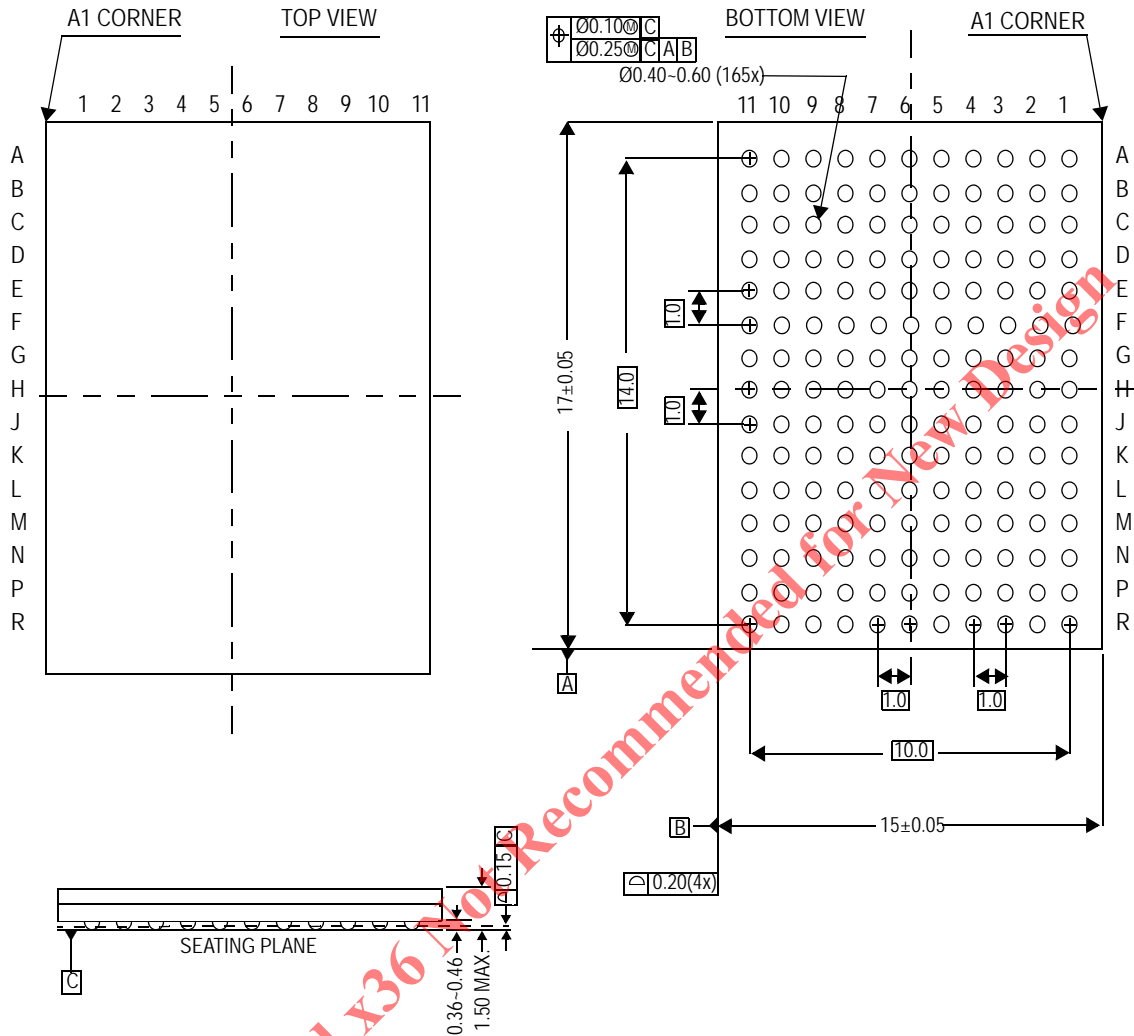 A1 CORNER
TOP VIEW
1 2 3 4 5 6 7 8 9 10 11
A
B
C
D
E
F
G
H
J
K
L
M
N
P
R
Ø0.10Ⓜ C
Ø0.25Ⓜ C A B
Ø0.40~0.60 (165x)
BOTTOM VIEW
A1 CORNER
11 10 9 8 7 6 5 4 3 2 1
A
B
C
D
E
F
G
H
J
K
L
M
N
P
R
17±0.05
14.0
1.0
1.0
A
1.0
1.0
10.0
B
15±0.05
0.20(4x)
0.15 C
SEATING PLANE
C
0.36~0.46
1.50 MAX.
x36 Not Recommended for New Design